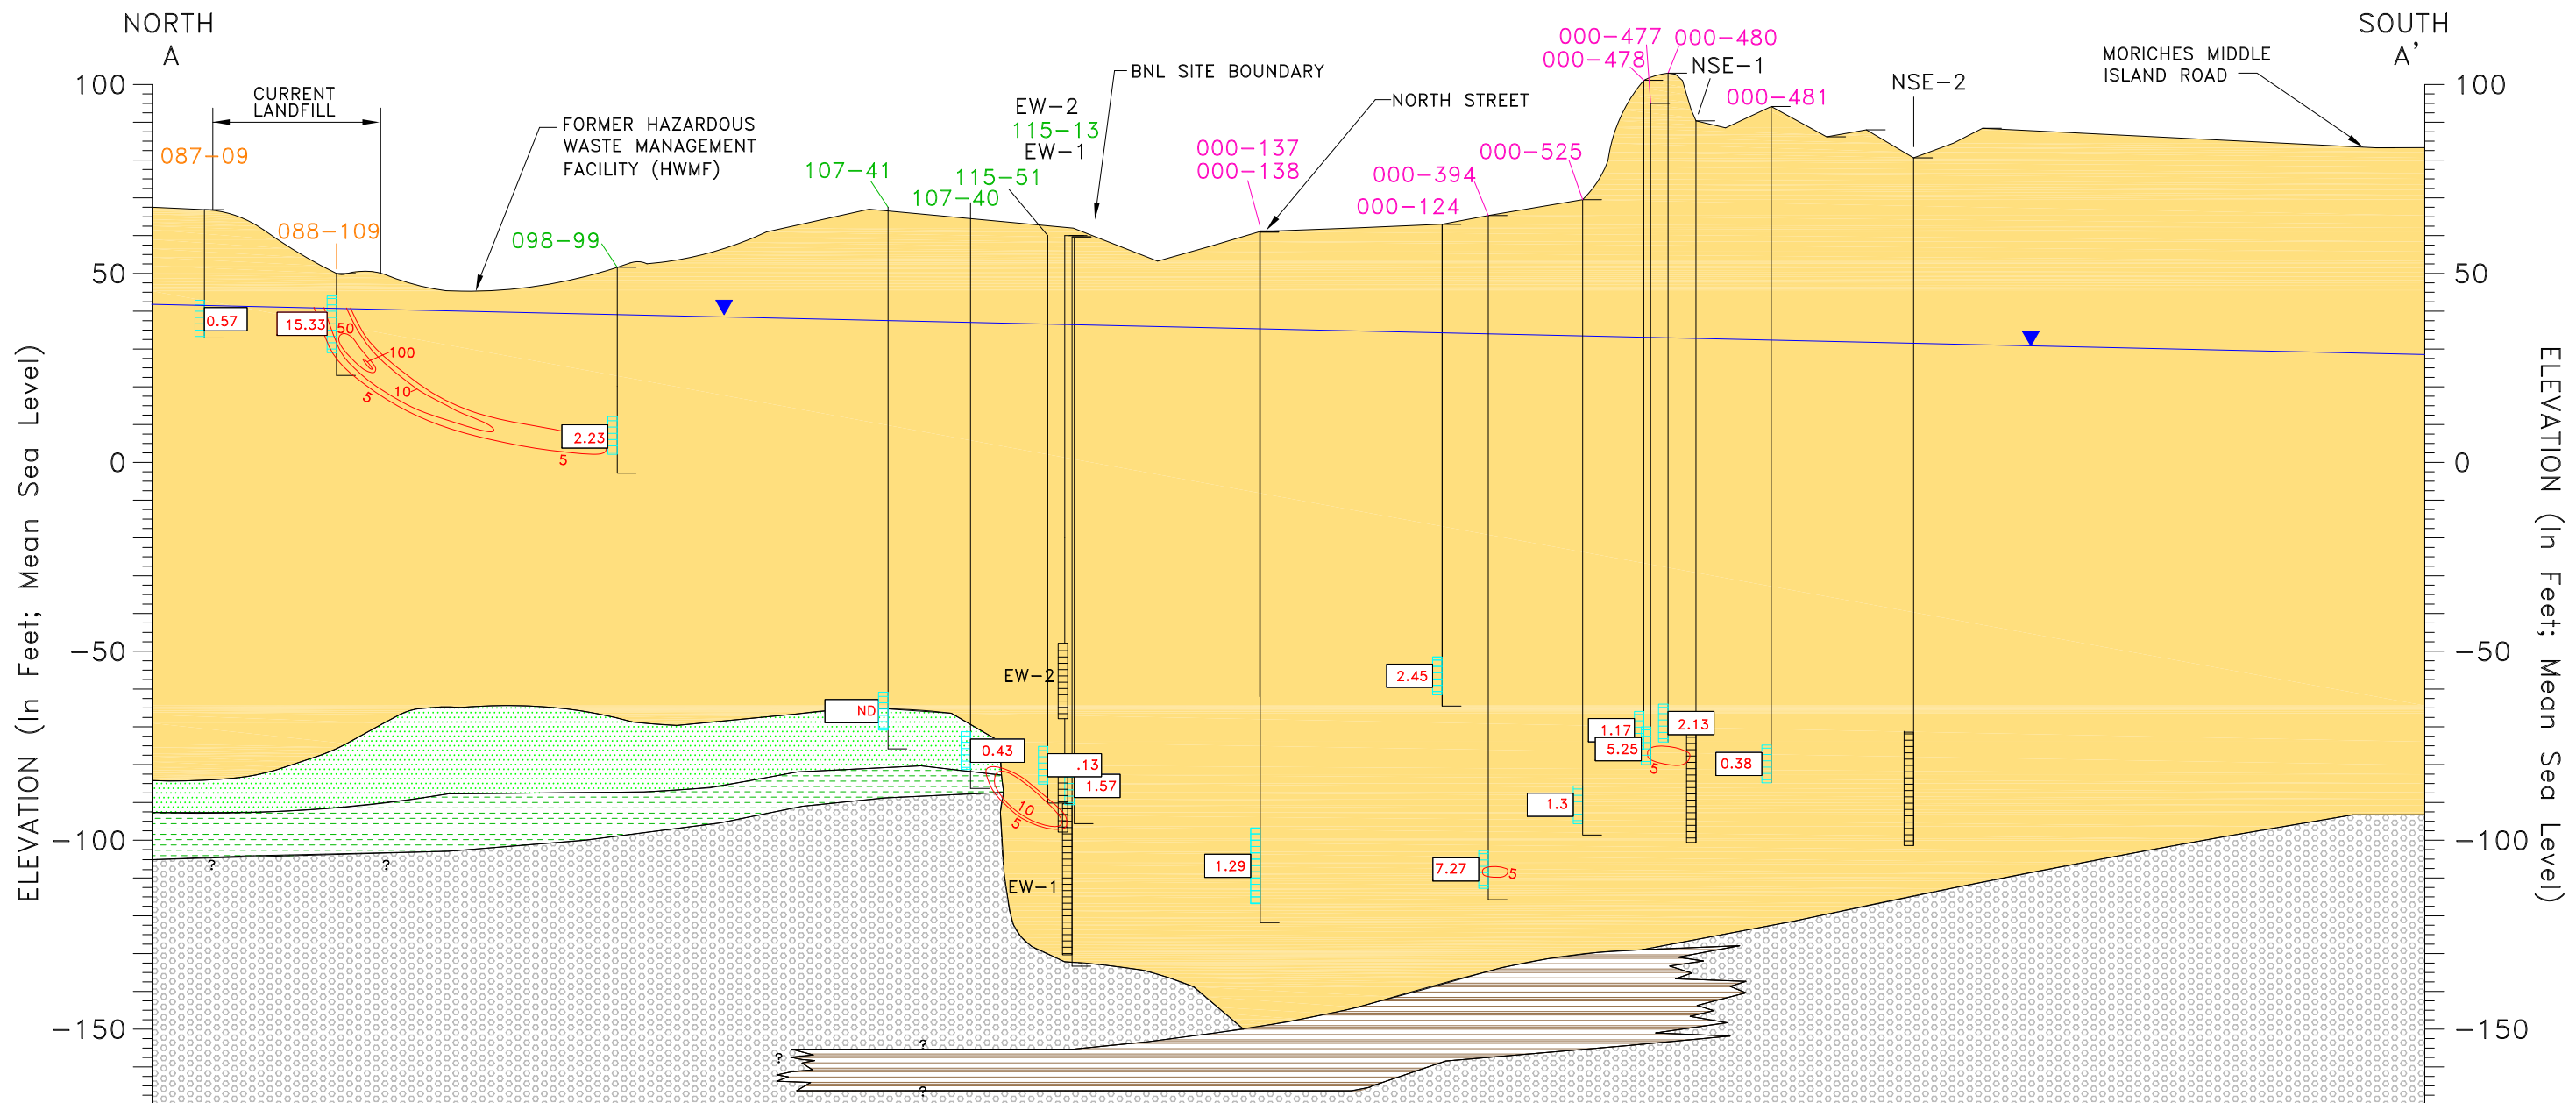 NORTH
A
SOUTH
A'
000-477
000-480
000-478
NSE-1
MORICHES MIDDLE
ISLAND ROAD
BNL SITE BOUNDARY
NSE-2
000-481
100
100
CURRENT
LANDFILL
EW-2
115-13
EW-1
NORTH STREET
FORMER HAZARDOUS
WASTE MANAGEMENT
FACILITY (HWMF)
087-09
000-137
000-138
000-525
107-41
115-51
107-40
000-394
000-124
088-109
098-99
50
50
0.57
15.33
50
100
10
5
2.23
5
0
0
ELEVATION (In Feet; Mean Sea Level)
ELEVATION (In Feet; Mean Sea Level)
-50
-50
EW-2
2.45
ND
0.43
.13
1.57
10
5
1.17
2.13
5.25
5
0.38
1.3
-100
-100
?
?
EW-1
1.29
7.27
5
-150
-150
?
?
?